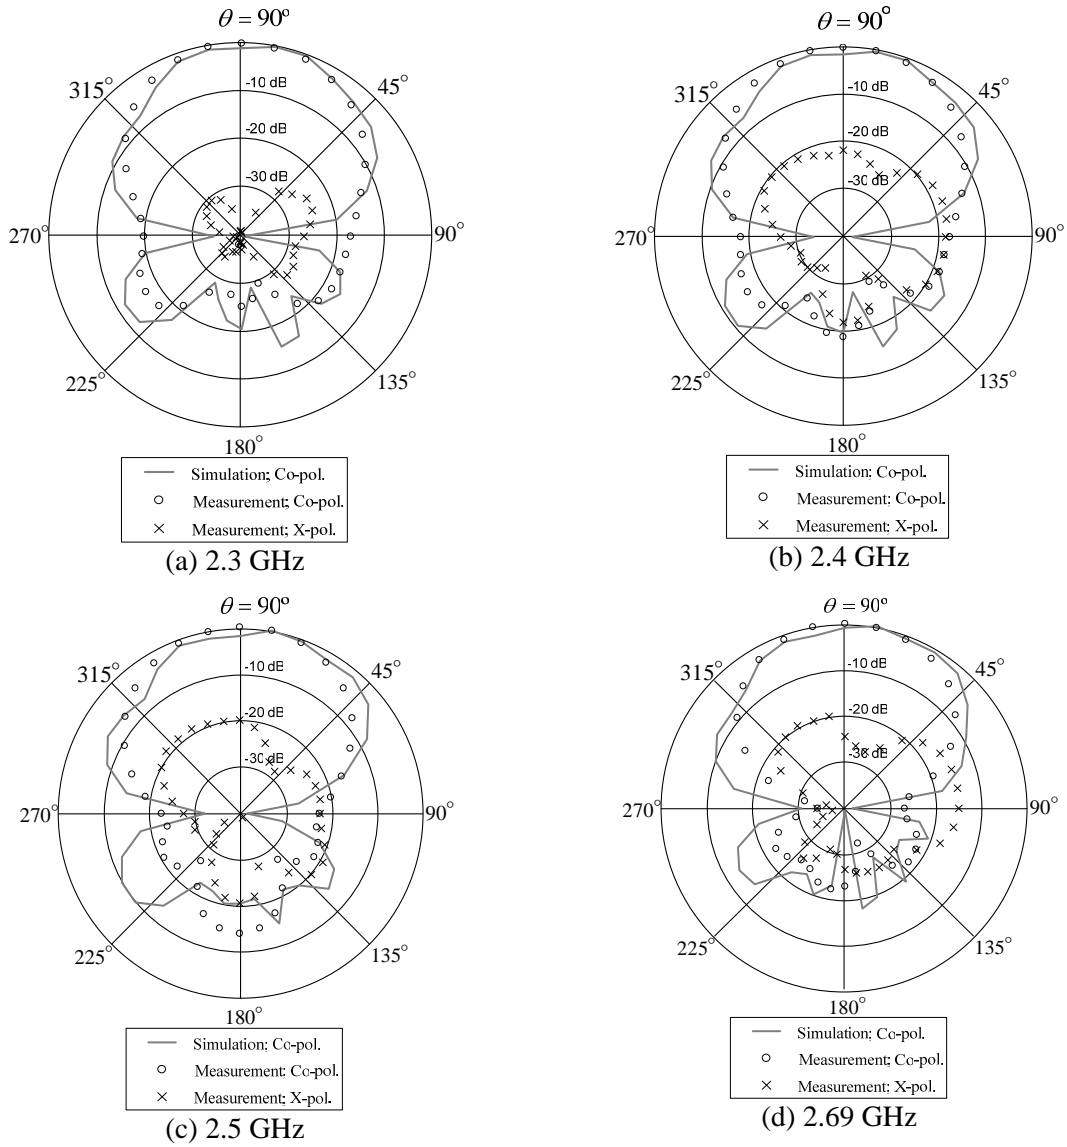 θ = 90°
-10 dB
-20 dB
-30 dB
315°
45°
270°
90°
225°
135°
180°
Simulation; Co-pol.
Measurement; Co-pol.
Measurement; X-pol.
(a) 2.3 GHz
θ = 90°
-10 dB
-20 dB
-30 dB
315°
45°
270°
90°
225°
135°
180°
Simulation; Co-pol.
Measurement; Co-pol.
Measurement; X-pol.
(b) 2.4 GHz
θ = 90°
-10 dB
-20 dB
-30 dB
315°
45°
270°
90°
225°
135°
180°
Simulation; Co-pol.
Measurement; Co-pol.
Measurement; X-pol.
(c) 2.5 GHz
θ = 90°
-10 dB
-20 dB
-30 dB
315°
45°
270°
90°
225°
135°
180°
Simulation; Co-pol.
Measurement; Co-pol.
Measurement; X-pol.
(d) 2.69 GHz